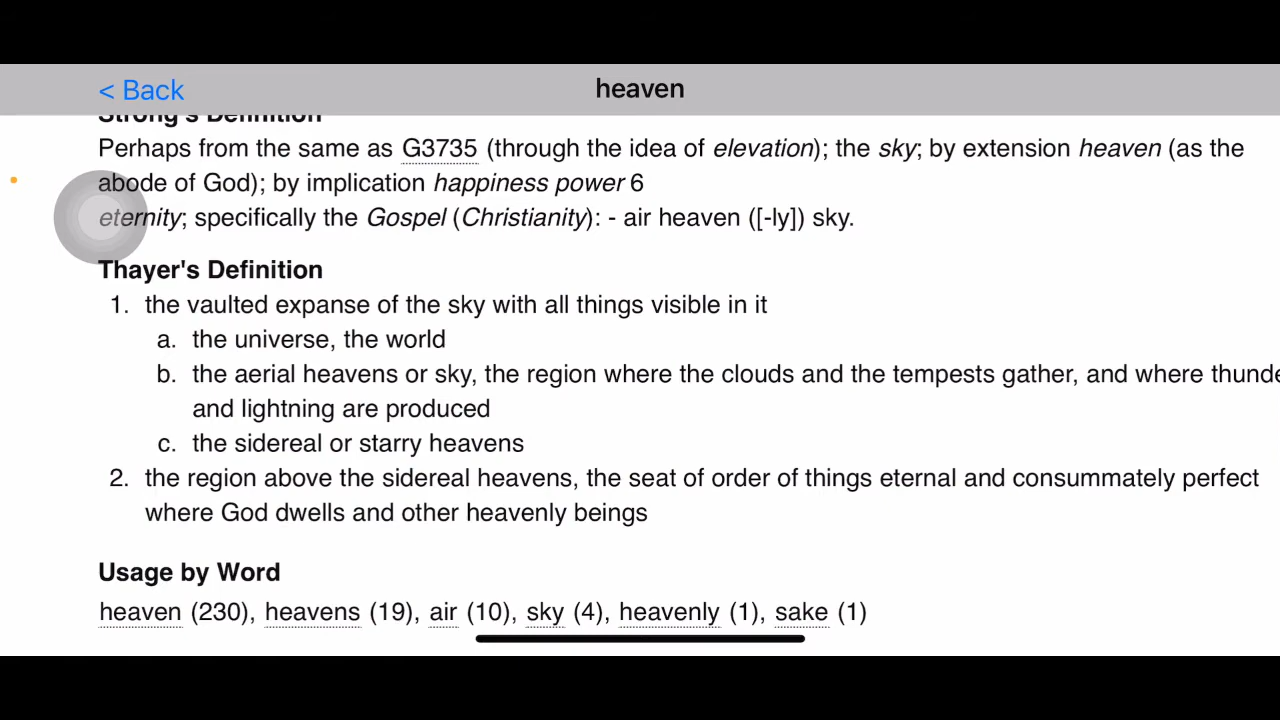 < Back
heaven
Strong's Definition
Perhaps from the same as G3735 (through the idea of elevation); the sky; by extension heaven (as the
abode of God); by implication happiness power 6
eternity; specifically the Gospel (Christianity): - air heaven ([-ly]) sky.
Thayer's Definition
1. the vaulted expanse of the sky with all things visible in it
a. the universe, the world
b. the aerial heavens or sky, the region where the clouds and the tempests gather, and where thunde
and lightning are produced
c. the sidereal or starry heavens
2. the region above the sidereal heavens, the seat of order of things eternal and consummately perfect
where God dwells and other heavenly beings
Usage by Word
heaven (230), heavens (19), air (10), sky (4), heavenly (1), sake (1)